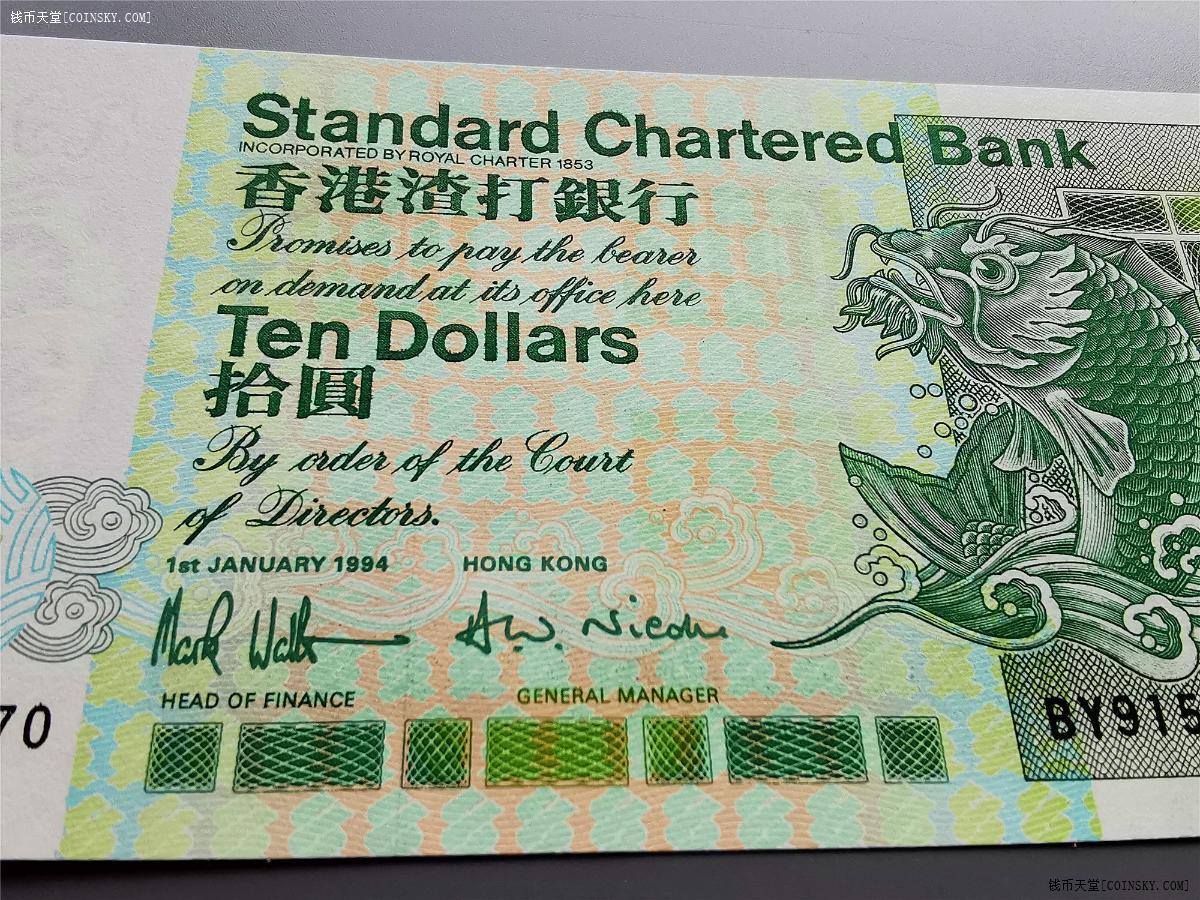 钱币天堂[COINSKY.COM]
Standard Chartered Bank
INCORPORATED BY ROYAL CHARTER 1853
香港渣打銀行
Promises to pay the bearer
on demand at its office here
Ten Dollars
拾圓
By order of the Court
of Directors.
1st JANUARY 1994 HONG KONG
HEAD OF FINANCE GENERAL MANAGER
70
BY915
钱币天堂[COINSKY.COM]